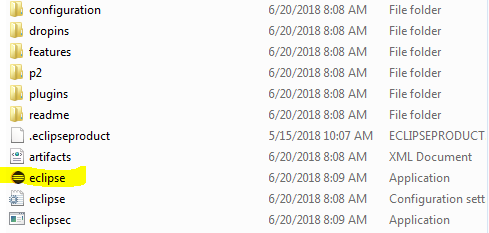 configuration 6/20/2018 8:08 AM File folder
dropins 6/20/2018 8:08 AM File folder
features 6/20/2018 8:08 AM File folder
p2 6/20/2018 8:08 AM File folder
plugins 6/20/2018 8:08 AM File folder
readme 6/20/2018 8:08 AM File folder
.eclipseproduct 5/15/2018 10:07 AM ECLIPSEPRODUCT
artifacts 6/20/2018 8:08 AM XML Document
eclipse 6/20/2018 8:09 AM Application
eclipse 6/20/2018 8:08 AM Configuration sett
eclipsec 6/20/2018 8:09 AM Application